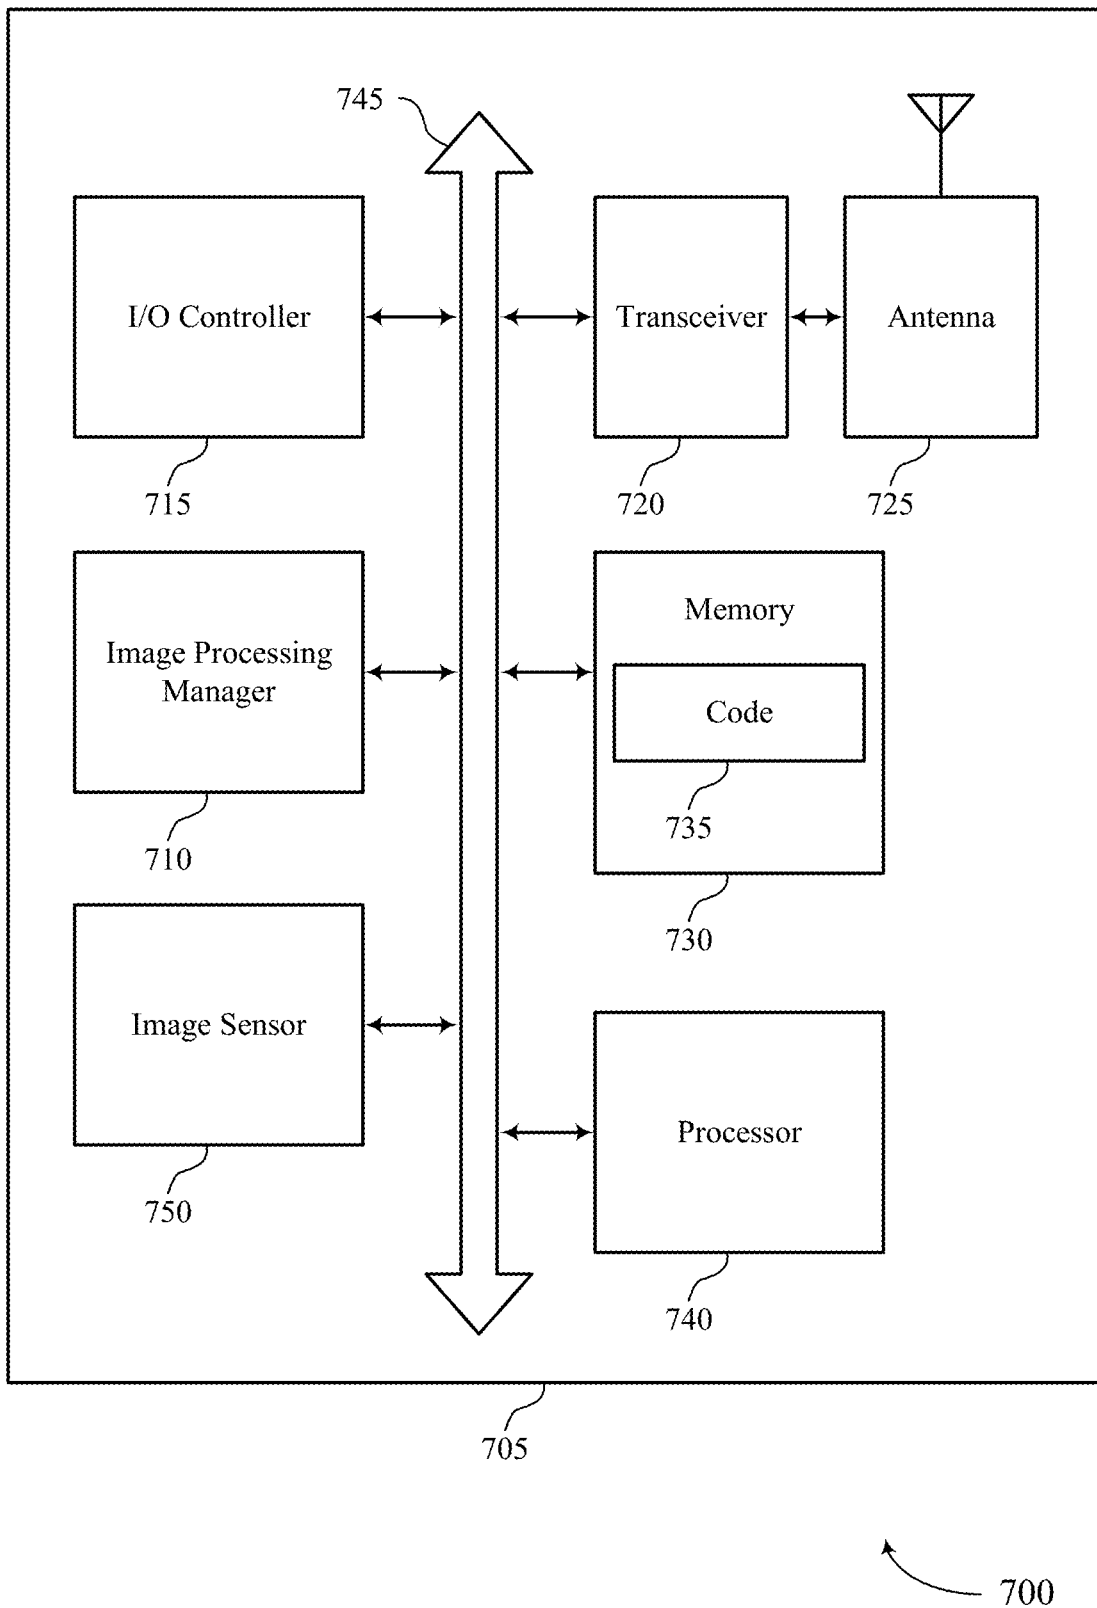 745
I/O Controller
Transceiver
Antenna
715
720
725
Image Processing
Manager
Memory
Code
735
710
730
Image Sensor
Processor
750
740
705
700